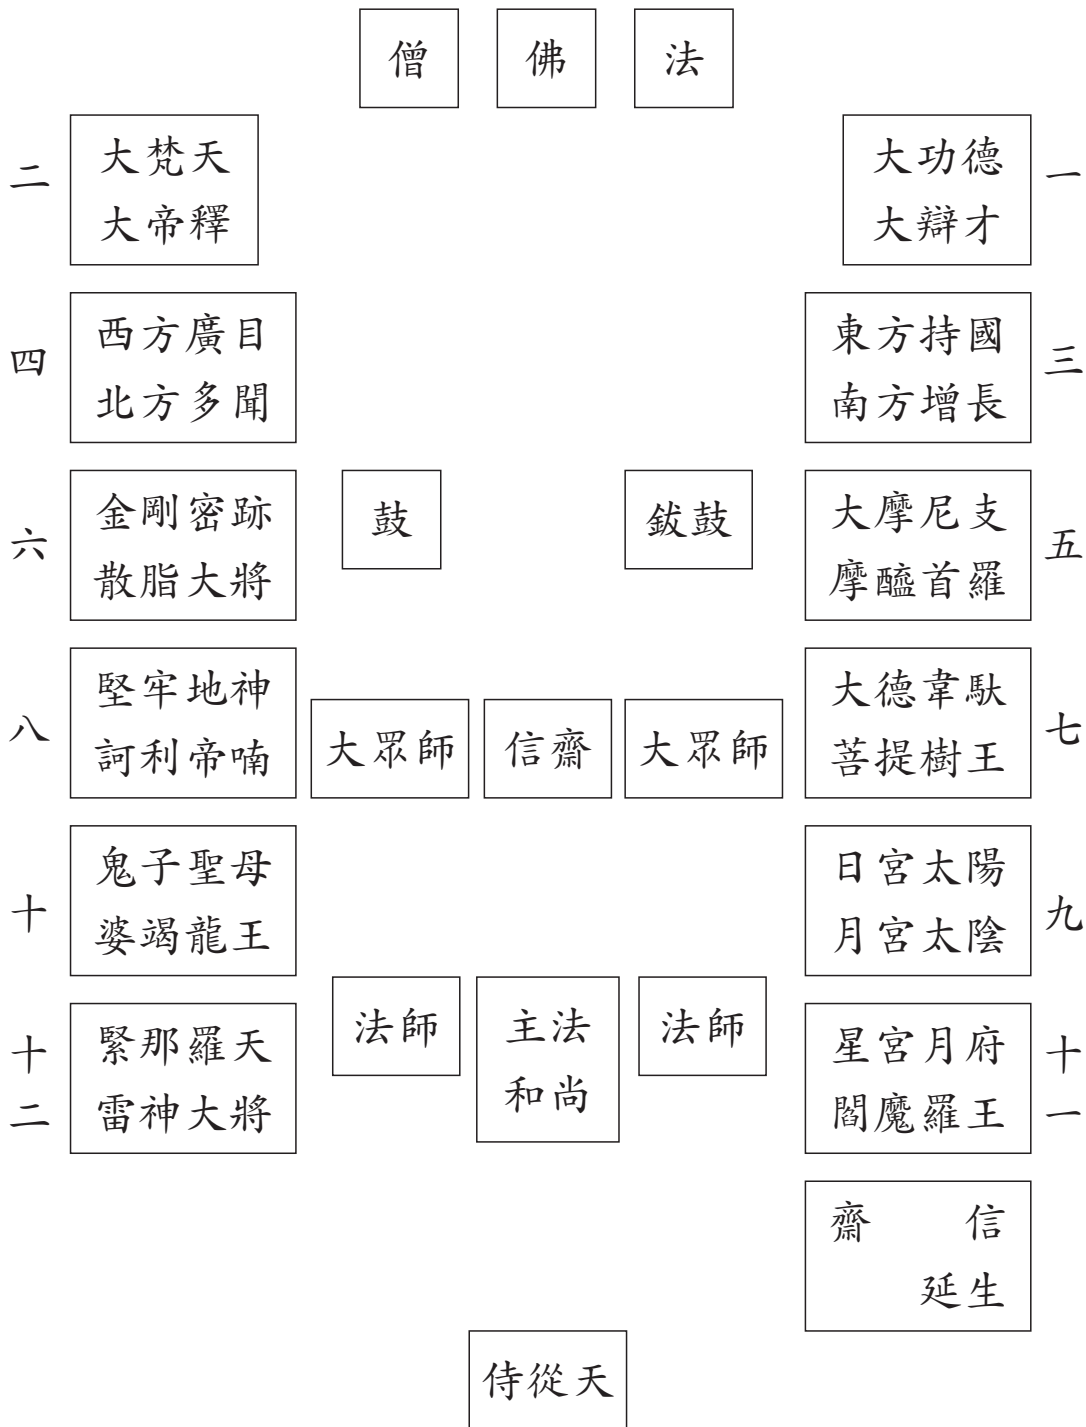 僧 佛 法
二
大梵天
大帝釋
大功德
大辯才
一
四
西方廣目
北方多聞
東方持國
南方增長
三
六
金剛密跡
散脂大將
鼓
鈸鼓
大摩尼支
摩醯首羅
五
八
堅牢地神
訶利帝喃
大眾師
信齋
大眾師
大德韋馱
菩提樹王
七
十
鬼子聖母
婆竭龍王
日宮太陽
月宮太陰
九
十二
緊那羅天
雷神大將
法師
主法
和尚
法師
星宮月府
閻魔羅王
十一
齋 信
延生
侍從天